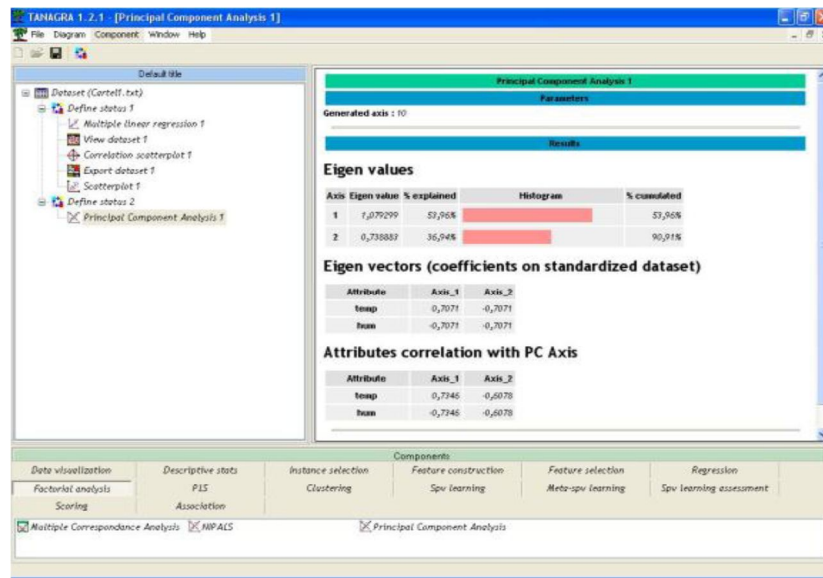 TANAGRA 1.2.1 - [Principal Component Analysis 1]
File Diagram Component Window Help
Default title
Dataset (Cartel1.txt)
Define status 1
Multiple linear regression 1
View dataset 1
Correlation scatterplot 1
Export dataset 1
Scatterplot 1
Define status 2
Principal Component Analysis 1
Principal Component Analysis 1
Parameters
Generated axis : 10
Results
Eigen values
Axis Eigen value % explained Histogram % cumulated
1 1,079299 53,96% 53,96%
2 0,738883 36,94% 90,91%
Eigen vectors (coefficients on standardized dataset)
Attribute Axis_1 Axis_2
temp 0,7071 -0,7071
hum -0,7071 -0,7071
Attributes correlation with PC Axis
Attribute Axis_1 Axis_2
temp 0,7346 -0,6078
hum -0,7346 -0,6078
Components
Data visualization Descriptive stats Instance selection Feature construction Feature selection Regression
Factorial analysis PLS Clustering Spv learning Meta-spv learning Spv learning assessment
Scoring Association
Multiple Correspondance Analysis NIPALS Principal Component Analysis